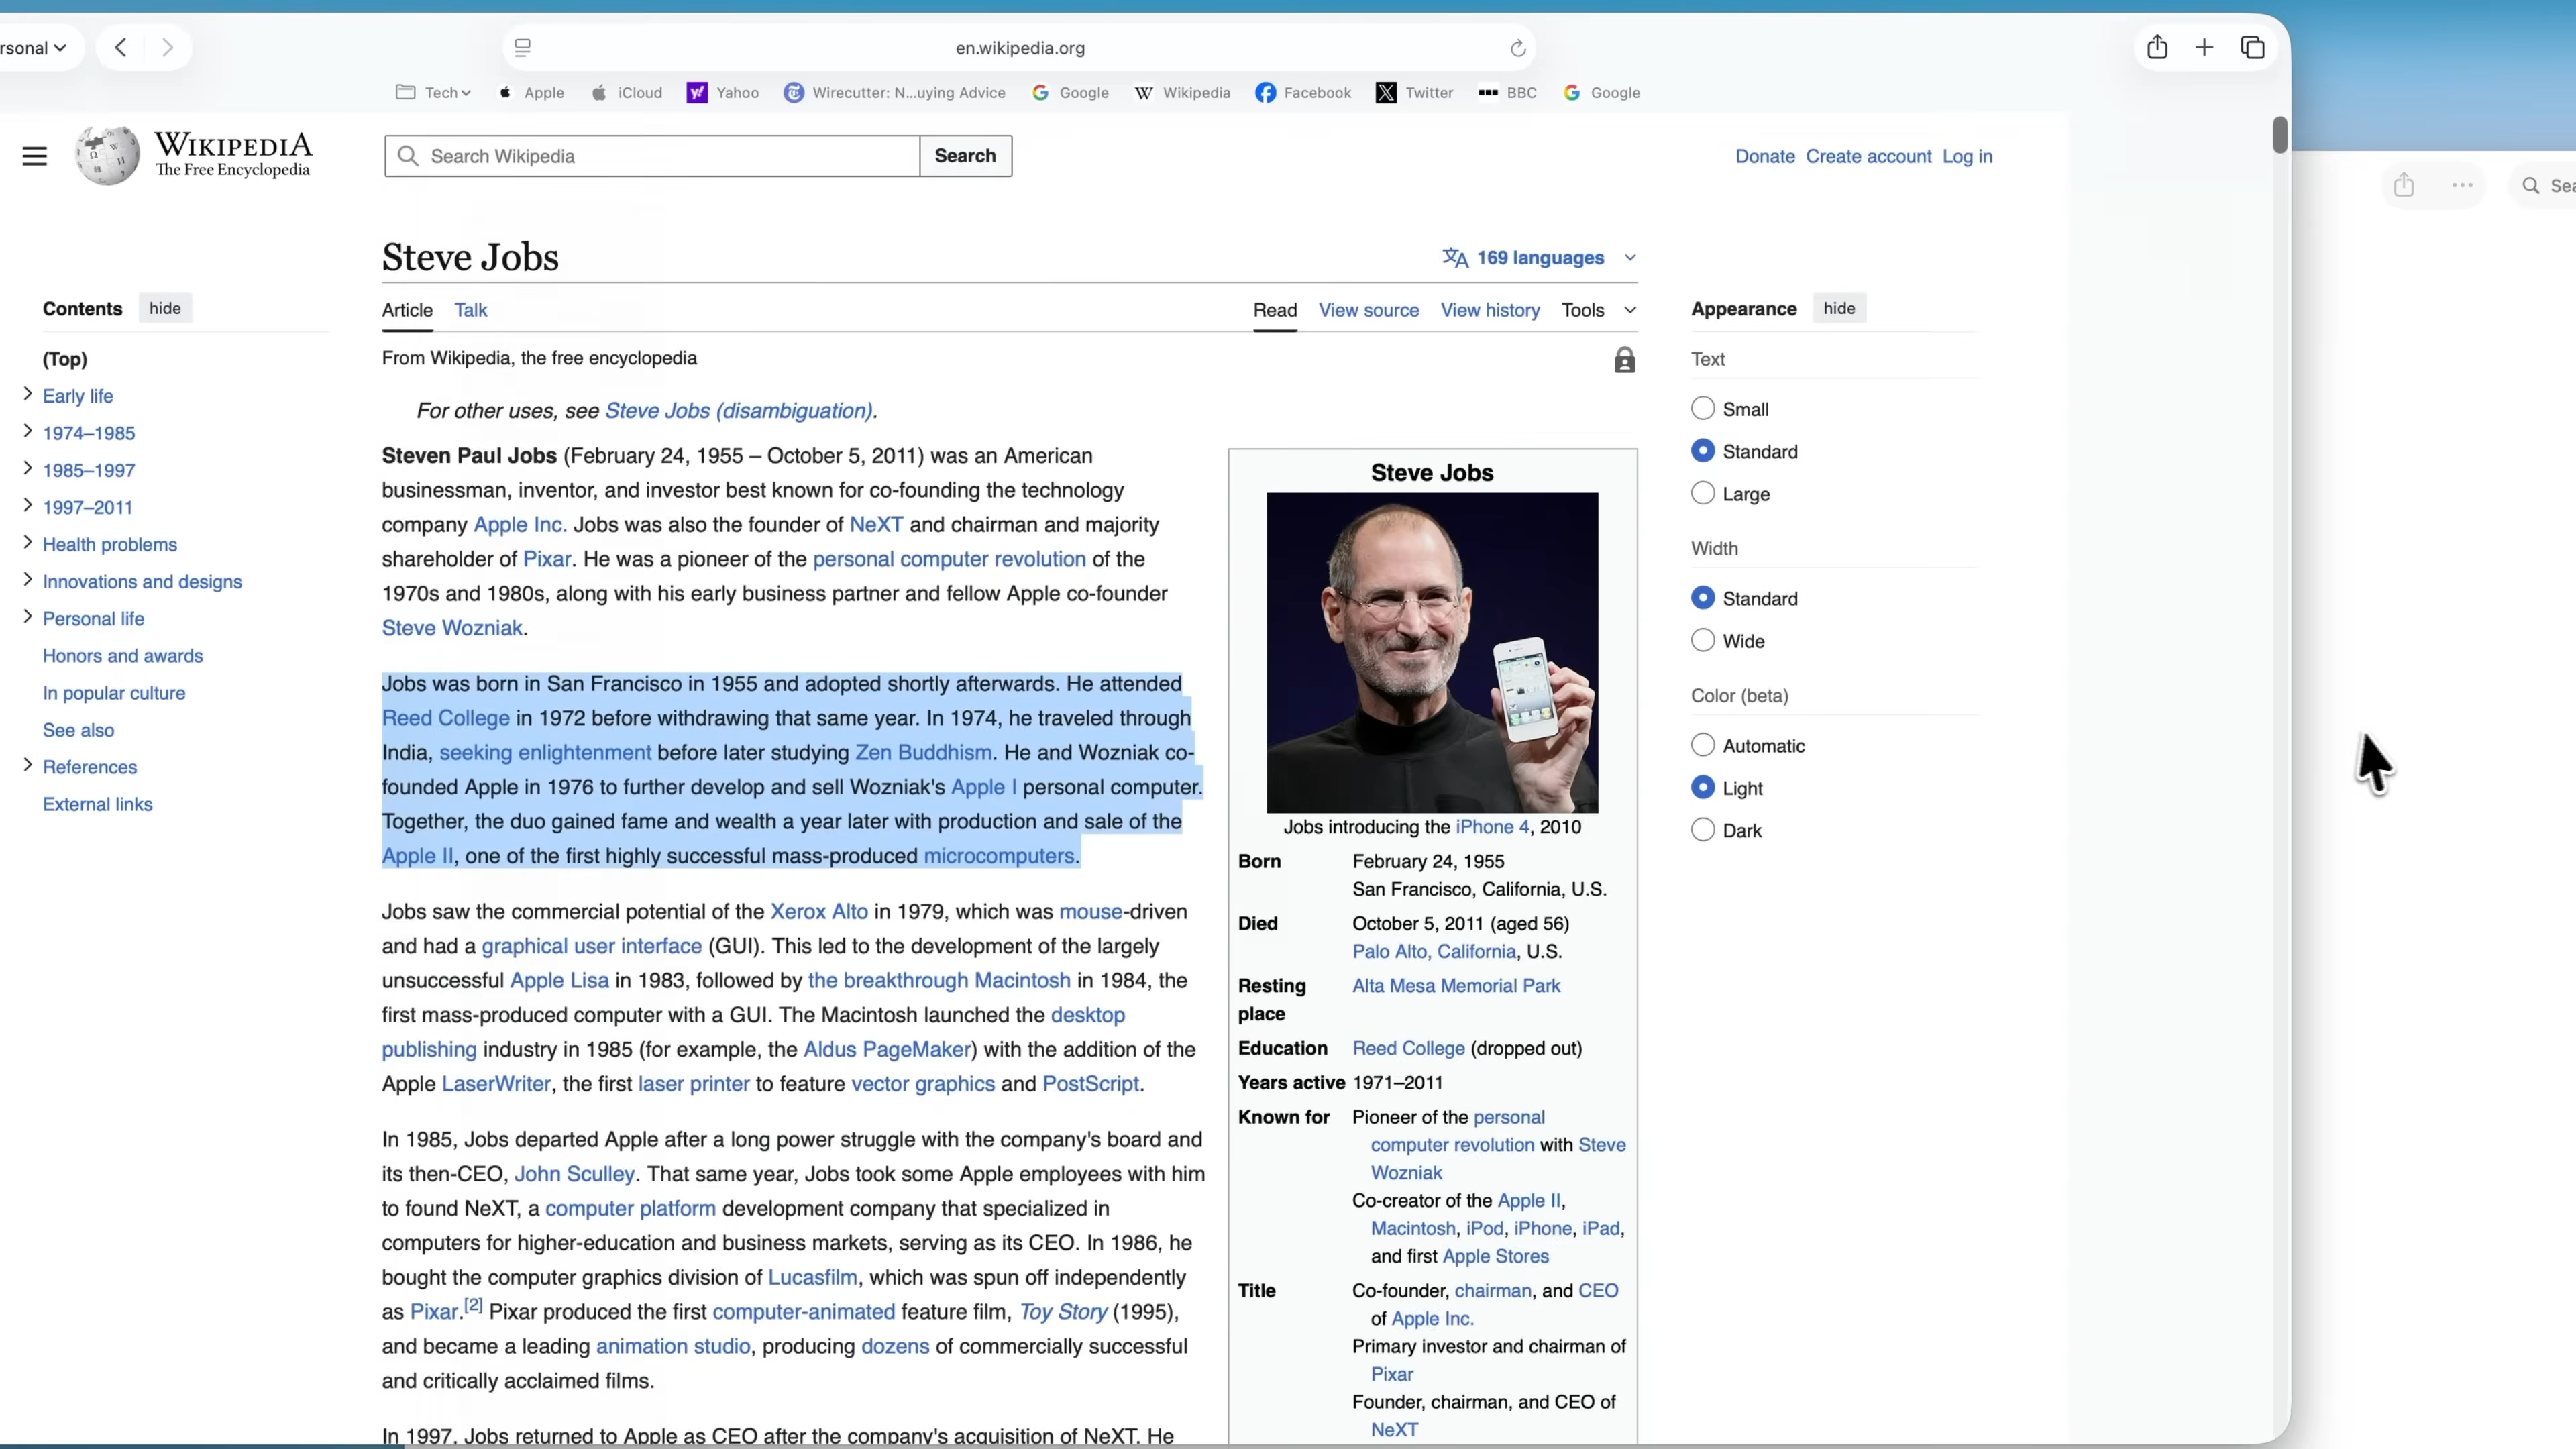 rsonal
en.wikipedia.org
Tech
Apple
iCloud
Yahoo
Wirecutter: N...uying Advice
Google
Wikipedia
Facebook
Twitter
BBC
Google
WIKIPEDIA
The Free Encyclopedia
Search Wikipedia
Search
Donate
Create account
Log in
Sea
Steve Jobs
169 languages
Contents
hide
(Top)
Early life
1974–1985
1985–1997
1997–2011
Health problems
Innovations and designs
Personal life
Honors and awards
In popular culture
See also
References
External links
Article
Talk
Read
View source
View history
Tools
From Wikipedia, the free encyclopedia
For other uses, see Steve Jobs (disambiguation).
Steven Paul Jobs (February 24, 1955 – October 5, 2011) was an American
businessman, inventor, and investor best known for co-founding the technology
company Apple Inc. Jobs was also the founder of NeXT and chairman and majority
shareholder of Pixar. He was a pioneer of the personal computer revolution of the
1970s and 1980s, along with his early business partner and fellow Apple co-founder
Steve Wozniak.
Jobs was born in San Francisco in 1955 and adopted shortly afterwards. He attended
Reed College in 1972 before withdrawing that same year. In 1974, he traveled through
India, seeking enlightenment before later studying Zen Buddhism. He and Wozniak co-
founded Apple in 1976 to further develop and sell Wozniak's Apple I personal computer.
Together, the duo gained fame and wealth a year later with production and sale of the
Apple II, one of the first highly successful mass-produced microcomputers.
Jobs saw the commercial potential of the Xerox Alto in 1979, which was mouse-driven
and had a graphical user interface (GUI). This led to the development of the largely
unsuccessful Apple Lisa in 1983, followed by the breakthrough Macintosh in 1984, the
first mass-produced computer with a GUI. The Macintosh launched the desktop
publishing industry in 1985 (for example, the Aldus PageMaker) with the addition of the
Apple LaserWriter, the first laser printer to feature vector graphics and PostScript.
In 1985, Jobs departed Apple after a long power struggle with the company's board and
its then-CEO, John Sculley. That same year, Jobs took some Apple employees with him
to found NeXT, a computer platform development company that specialized in
computers for higher-education and business markets, serving as its CEO. In 1986, he
bought the computer graphics division of Lucasfilm, which was spun off independently
as Pixar.[2] Pixar produced the first computer-animated feature film, Toy Story (1995),
and became a leading animation studio, producing dozens of commercially successful
and critically acclaimed films.
In 1997, Jobs returned to Apple as CEO after the company's acquisition of NeXT. He
Steve Jobs
Jobs introducing the iPhone 4, 2010
Born February 24, 1955
San Francisco, California, U.S.
Died October 5, 2011 (aged 56)
Palo Alto, California, U.S.
Resting Alta Mesa Memorial Park
place
Education Reed College (dropped out)
Years active 1971–2011
Known for Pioneer of the personal
computer revolution with Steve
Wozniak
Co-creator of the Apple II,
Macintosh, iPod, iPhone, iPad,
and first Apple Stores
Title Co-founder, chairman, and CEO
of Apple Inc.
Primary investor and chairman of
Pixar
Founder, chairman, and CEO of
NeXT
Appearance
hide
Text
Small
Standard
Large
Width
Standard
Wide
Color (beta)
Automatic
Light
Dark